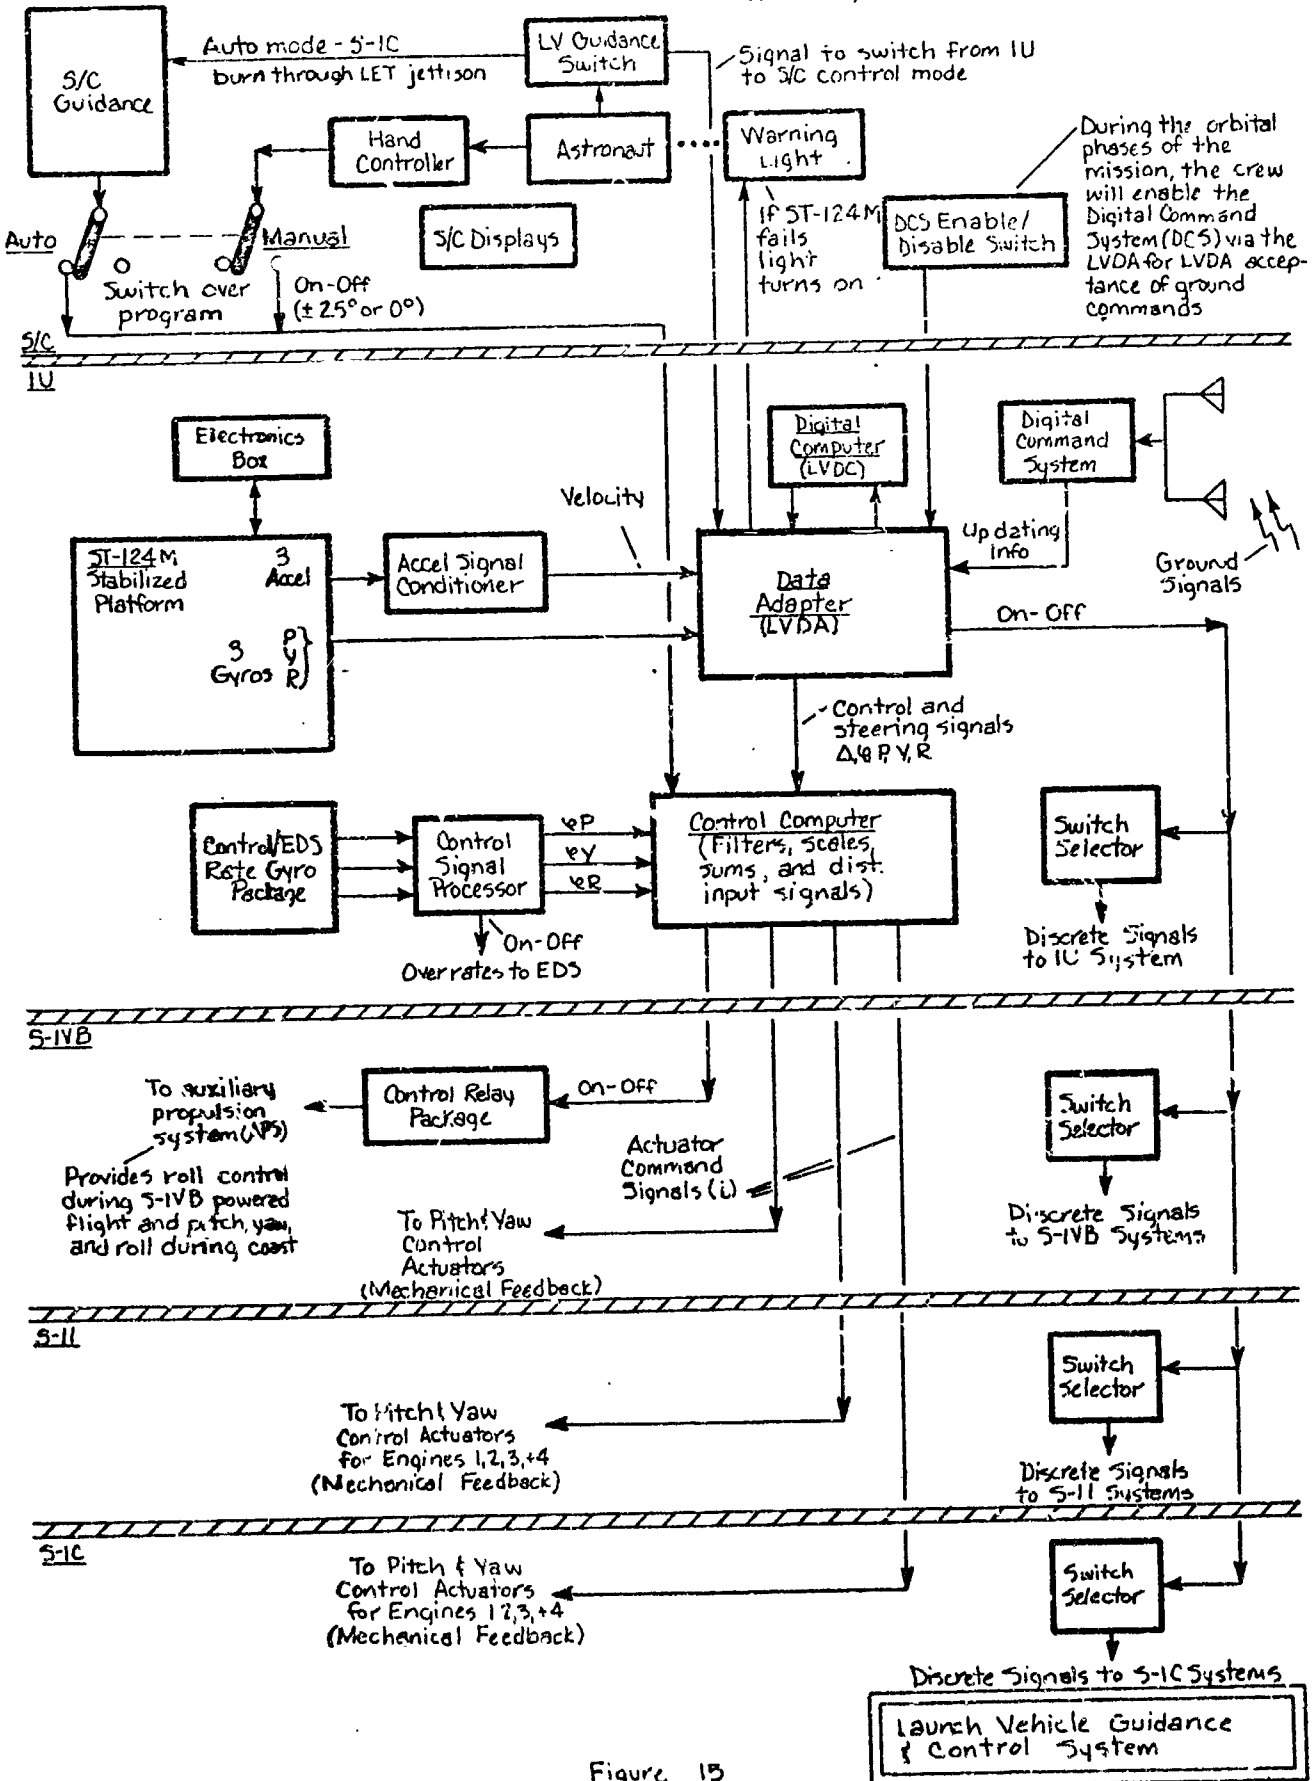 S/C
Guidance
Auto mode - S-1C
burn through LET jettison
LV Guidance
Switch
Signal to switch from IU
to S/C control mode
Hand
Controller
Astronaut
Warning
Light
During the orbital
phases of the
mission, the crew
will enable the
Digital Command
System (DCS) via the
LVDA for LVDA accep-
tance of ground
commands
If ST-124M
fails
light
turns on
DCS Enable/
Disable Switch
Auto
Manual
S/C Displays
Switch over
program
On-Off
(± 2.5° or 0°)
S/C
IU
Electronics
Box
Digital
Computer
(LVDC)
Digital
Command
System
Velocity
ST-124M
Stabilized
Platform
3
Accel
Accel Signal
Conditioner
Data
Adapter
(LVDA)
Updating
Info
Ground
Signals
On-Off
3
Gyros
P
Y
R
Control and
steering signals
Δ, φ P, Y, R
Control/EDS
Rate Gyro
Package
Control
Signal
Processor
φP
φY
φR
Control Computer
(Filters, scales,
sums, and dist.
input signals)
Switch
Selector
On-Off
Overrates to EDS
Discrete Signals
to IU System
S-IVB
To auxiliary
propulsion
system (APS)
Control Relay
Package
On-Off
Switch
Selector
Provides roll control
during S-IVB powered
flight and pitch, yaw,
and roll during coast
Actuator
Command
Signals (i)
To Pitch & Yaw
Control
Actuators
(Mechanical Feedback)
Discrete Signals
to S-IVB Systems
S-II
Switch
Selector
To Pitch & Yaw
Control Actuators
for Engines 1,2,3,+4
(Mechanical Feedback)
Discrete Signals
to S-II Systems
S-IC
To Pitch & Yaw
Control Actuators
for Engines 1 2,3,+4
(Mechanical Feedback)
Switch
Selector
Discrete Signals to S-IC Systems
Launch Vehicle Guidance
& Control System
Figure 15